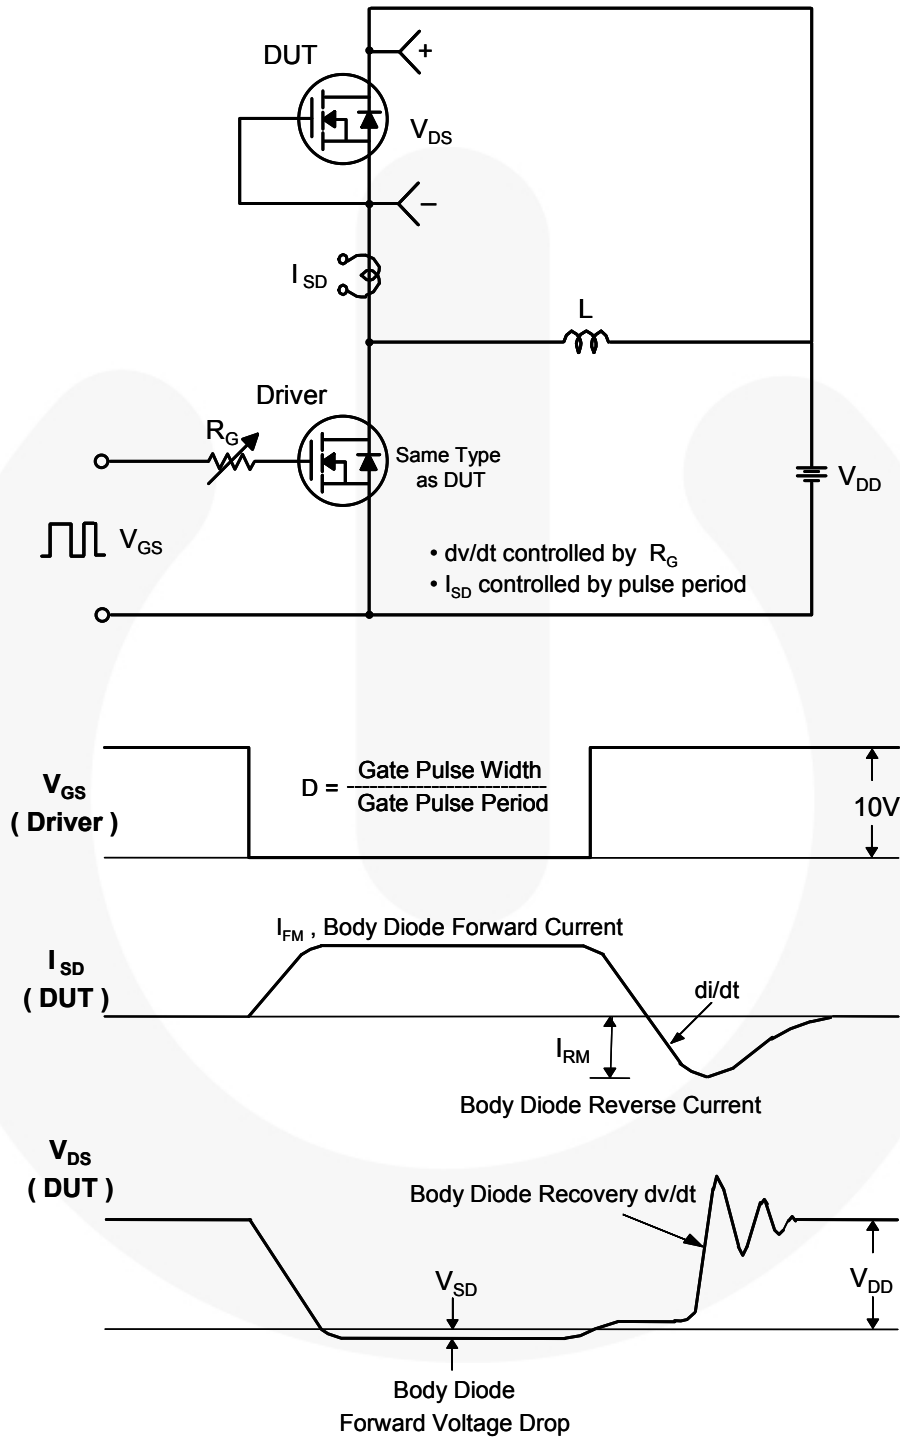 DUT
+
V_DS
−
I_SD
L
Driver
R_G
Same Type
as DUT
V_DD
V_GS
• dv/dt controlled by R_G
• I_SD controlled by pulse period
V_GS
( Driver )
D = Gate Pulse Width
Gate Pulse Period
10V
I_FM , Body Diode Forward Current
I_SD
( DUT )
di/dt
I_RM
Body Diode Reverse Current
V_DS
( DUT )
Body Diode Recovery dv/dt
V_SD
V_DD
Body Diode
Forward Voltage Drop